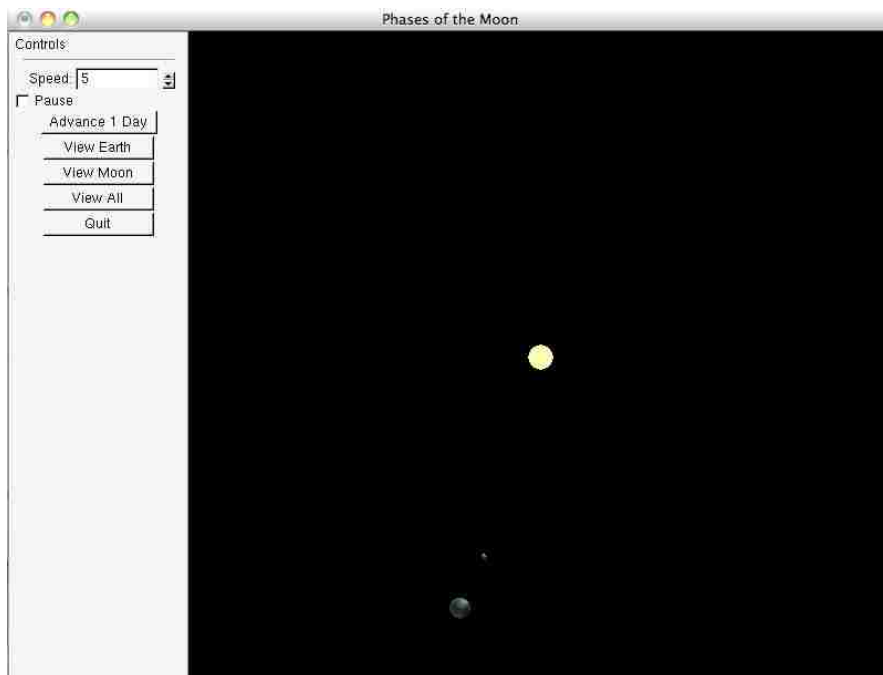 Phases of the Moon
Controls
Speed: 5
Pause
Advance 1 Day
View Earth
View Moon
View All
Quit